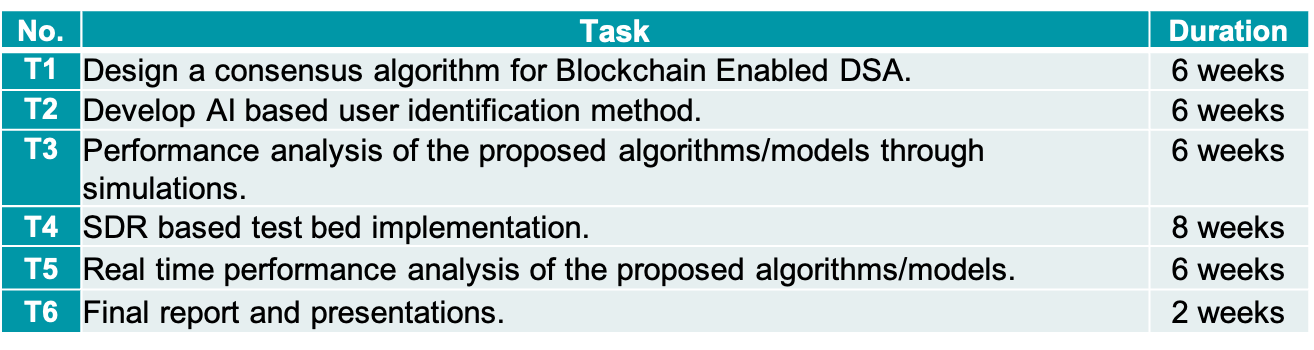 No. Task Duration
T1 Design a consensus algorithm for Blockchain Enabled DSA. 6 weeks
T2 Develop AI based user identification method. 6 weeks
T3 Performance analysis of the proposed algorithms/models through 6 weeks
simulations.
T4 SDR based test bed implementation. 8 weeks
T5 Real time performance analysis of the proposed algorithms/models. 6 weeks
T6 Final report and presentations. 2 weeks